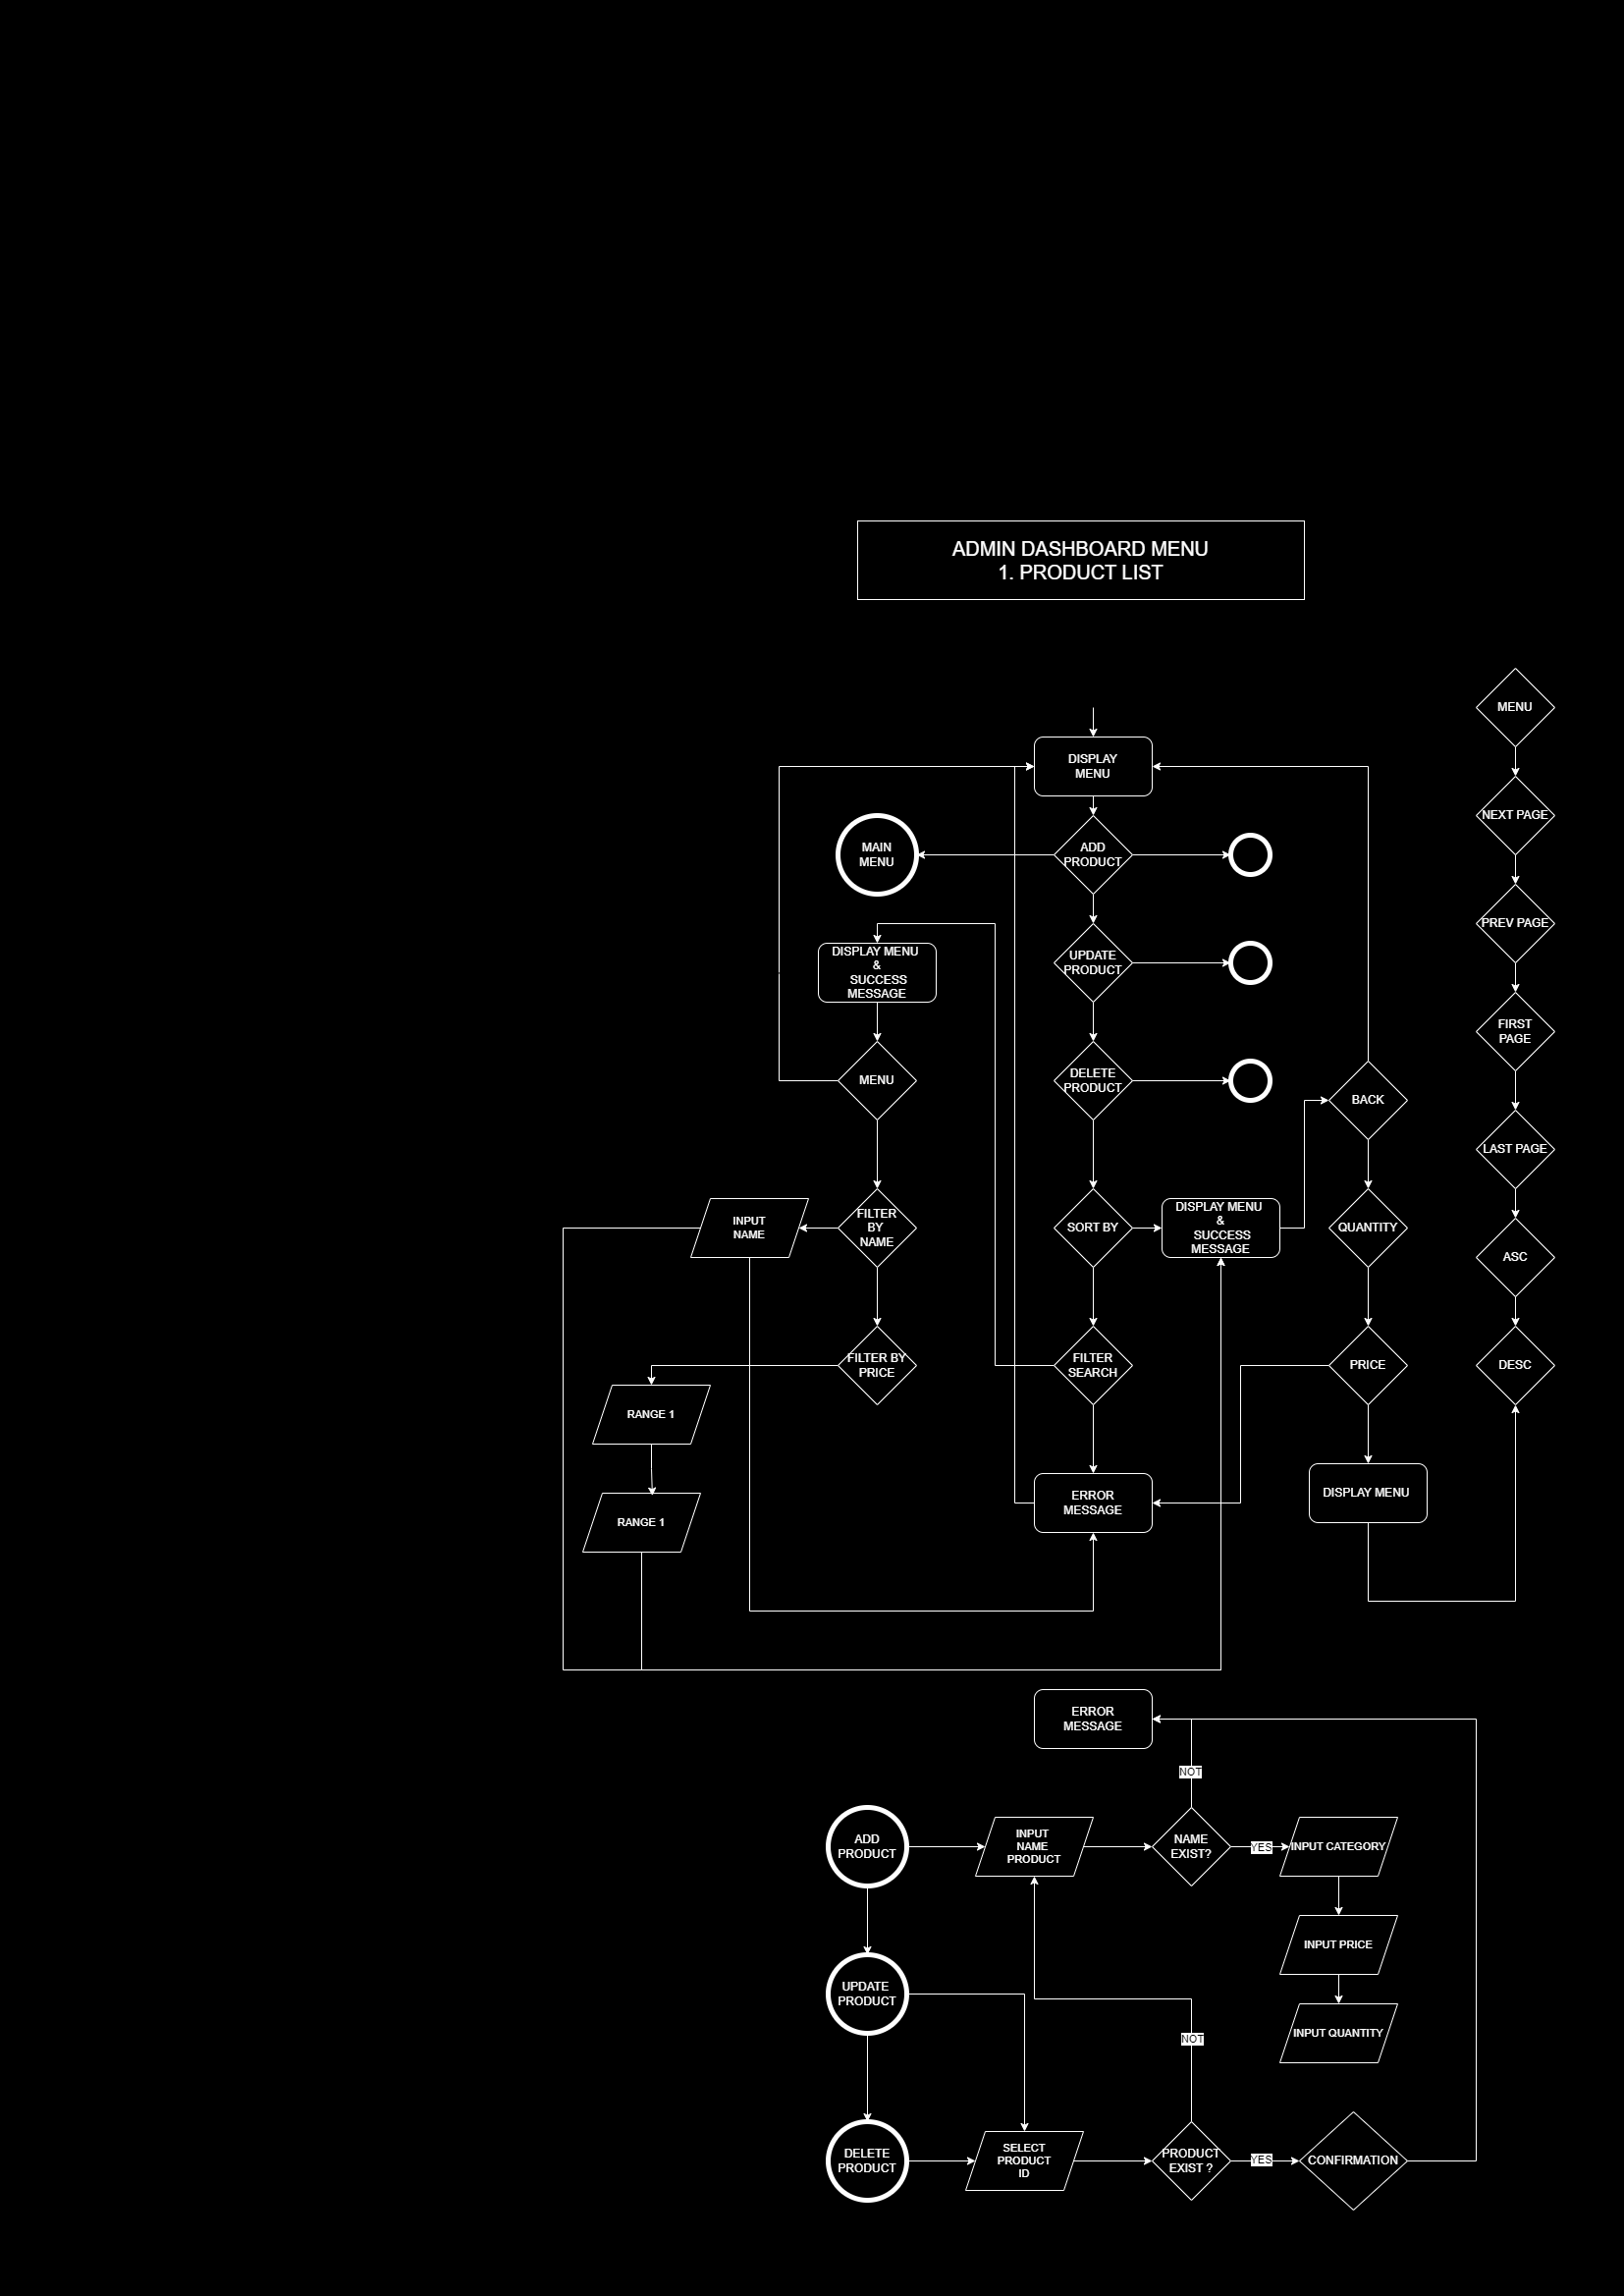 ADMIN DASHBOARD MENU
1. PRODUCT LIST
MENU
DISPLAY
MENU
NEXT PAGE
MAIN
MENU
ADD
PRODUCT
PREV PAGE
DISPLAY MENU
&
SUCCESS
MESSAGE
UPDATE
PRODUCT
FIRST
PAGE
MENU
DELETE
PRODUCT
BACK
LAST PAGE
INPUT
NAME
FILTER
BY
NAME
SORT BY
DISPLAY MENU
&
SUCCESS
MESSAGE
QUANTITY
ASC
FILTER BY
PRICE
FILTER
SEARCH
PRICE
DESC
RANGE 1
RANGE 1
ERROR
MESSAGE
DISPLAY MENU
ERROR
MESSAGE
NOT
ADD
PRODUCT
INPUT
NAME
PRODUCT
NAME
EXIST?
YES
INPUT CATEGORY
INPUT PRICE
UPDATE
PRODUCT
NOT
INPUT QUANTITY
DELETE
PRODUCT
SELECT
PRODUCT
ID
PRODUCT
EXIST ?
YES
CONFIRMATION